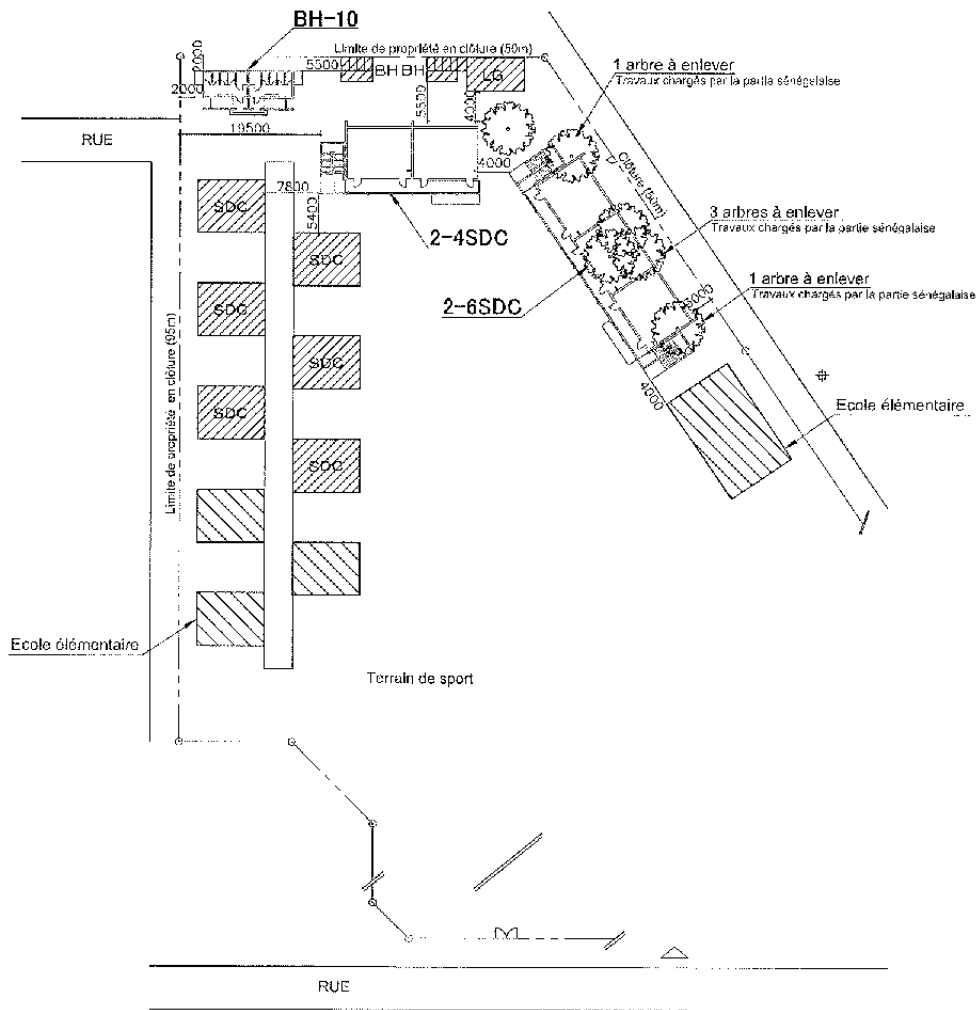 BH-10
Limite de propriété en clôture (50m)
2000
5500
BH BH
LG
1 arbre à enlever
Travaux chargés par la partie sénégalaise
2000
5500
4000
19500
RUE
4000
Clôture (50m)
7800
SDC
5400
3 arbres à enlever
Travaux chargés par la partie sénégalaise
2-4SDC
SDC
1 arbre à enlever
Travaux chargés par la partie sénégalaise
2-6SDC
SDC
SDC
4000
Limite de propriété en clôture (95m)
SDC
Ecole élémentaire
SDC
Ecole élémentaire
Terrain de sport
RUE